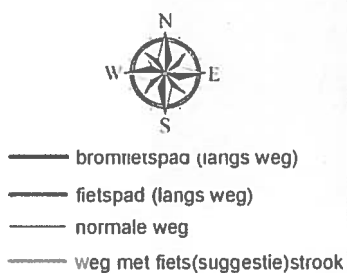 N
W E
S
bromfietspad (langs weg)
fietspad (langs weg)
normale weg
weg met fiets(suggestie)strook